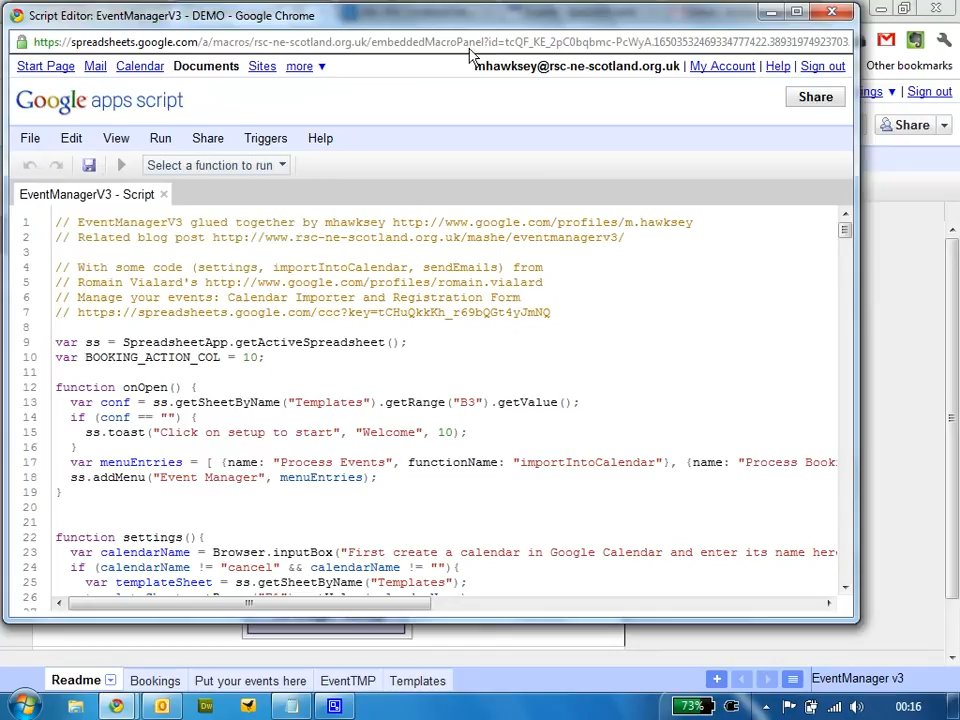 Script Editor: EventManagerV3 - DEMO - Google Chrome
https://spreadsheets.google.com/a/macros/rsc-ne-scotland.org.uk/embeddedMacroPanel?id=tcQF_KE_2pC0bqbmc-PcWyA.16503532469334777422.38931974923703.
Start Page Mail Calendar Documents Sites more ▼ mhawksey@rsc-ne-scotland.org.uk | My Account | Help | Sign out
Other bookmarks
ngs ▼ | Sign out
Google apps script
Share
Share
File Edit View Run Share Triggers Help
Select a function to run
EventManagerV3 - Script ×
1 // EventManagerV3 glued together by mhawksey http://www.google.com/profiles/m.hawksey
2 // Related blog post http://www.rsc-ne-scotland.org.uk/mashe/eventmanagerv3/
3
4 // With some code (settings, importIntoCalendar, sendEmails) from
5 // Romain Vialard's http://www.google.com/profiles/romain.vialard
6 // Manage your events: Calendar Importer and Registration Form
7 // https://spreadsheets.google.com/ccc?key=tCHuQkkKh_r69bQGt4yJmNQ
8
9 var ss = SpreadsheetApp.getActiveSpreadsheet();
10 var BOOKING_ACTION_COL = 10;
11
12 function onOpen() {
13 var conf = ss.getSheetByName("Templates").getRange("B3").getValue();
14 if (conf == "") {
15 ss.toast("Click on setup to start", "Welcome", 10);
16 }
17 var menuEntries = [ {name: "Process Events", functionName: "importIntoCalendar"}, {name: "Process Book
18 ss.addMenu("Event Manager", menuEntries);
19 }
20
21
22 function settings(){
23 var calendarName = Browser.inputBox("First create a calendar in Google Calendar and enter its name here
24 if (calendarName != "cancel" && calendarName != ""){
25 var templateSheet = ss.getSheetByName("Templates");
26
Readme Bookings Put your events here EventTMP Templates
EventManager v3
Dw
73%
00:16